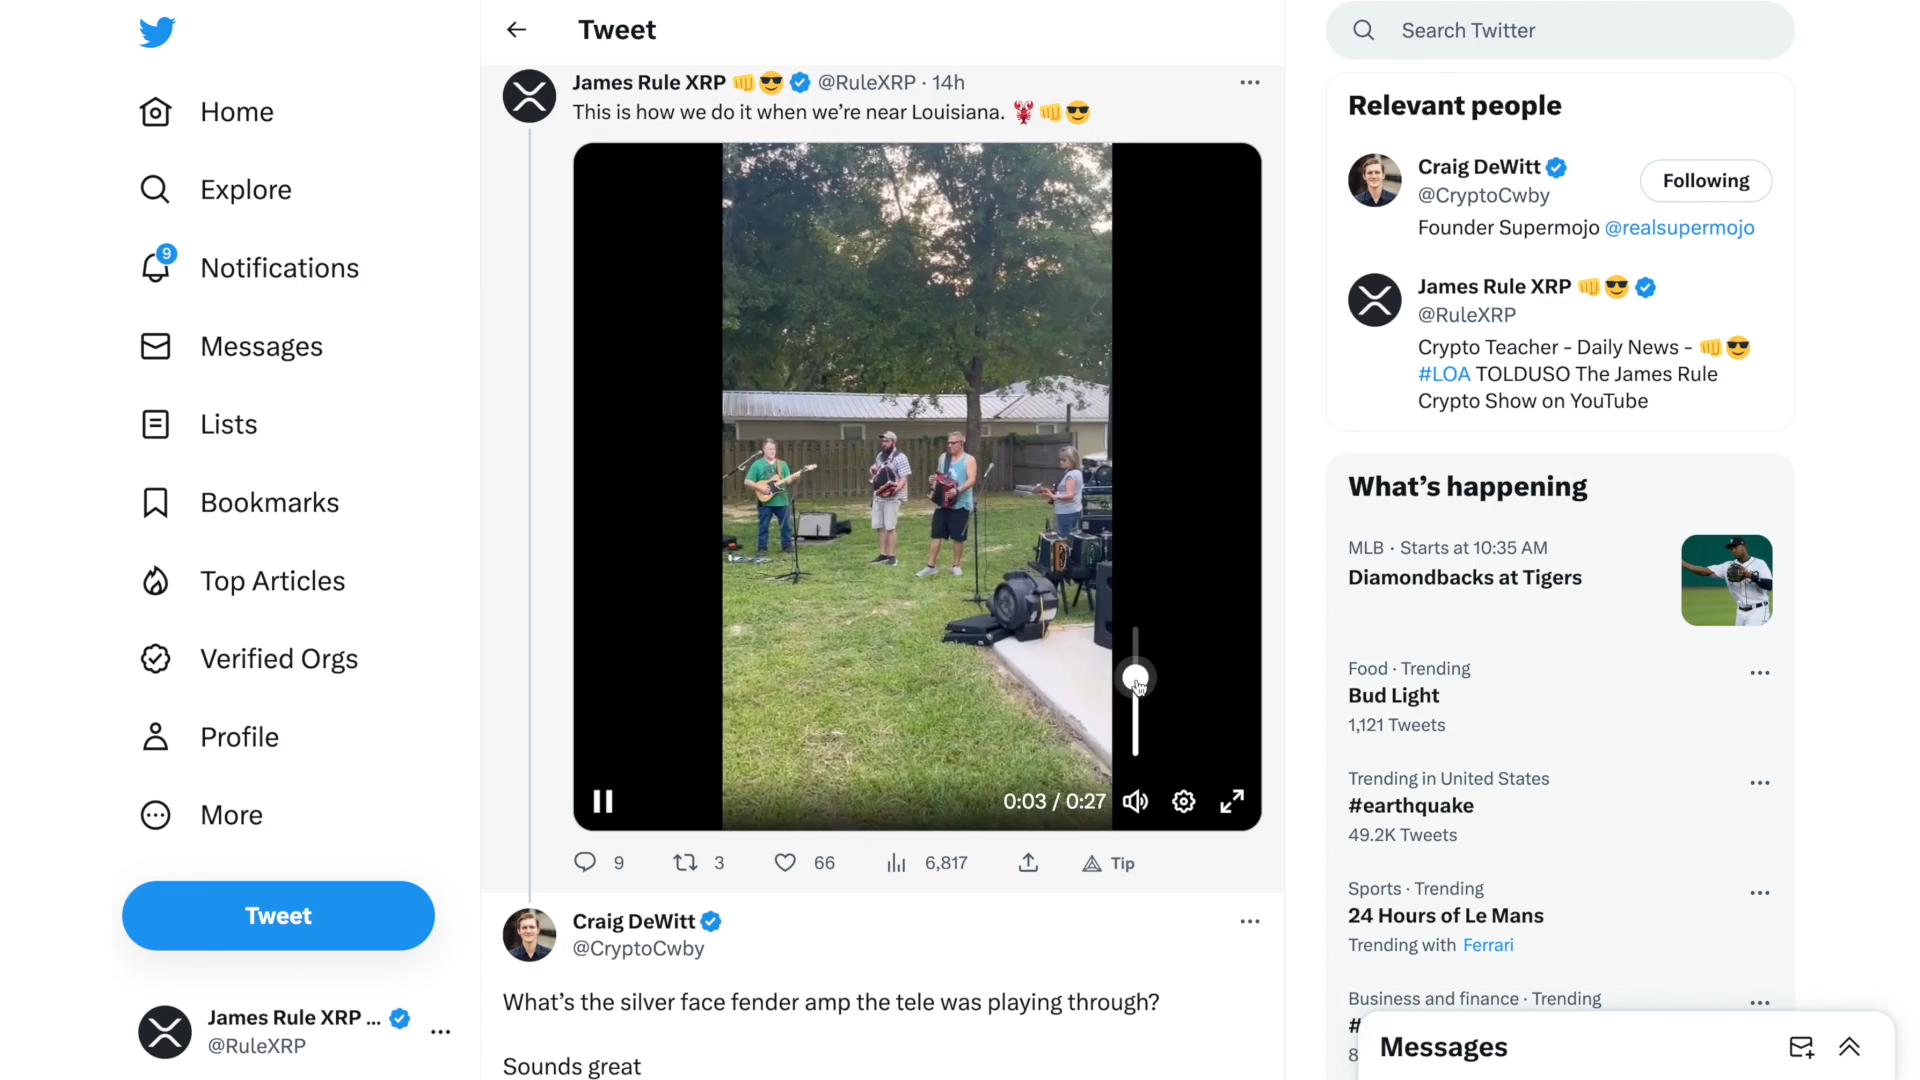 Home
Explore
9
Notifications
Messages
Lists
Bookmarks
Top Articles
Verified Orgs
Profile
More
Tweet
James Rule XRP ...
@RuleXRP
Tweet
James Rule XRP 👊😎 @RuleXRP · 14h
This is how we do it when we’re near Louisiana. 🦞👊😎
0:03 / 0:27
9 3 66 6,817 Tip
Craig DeWitt
@CryptoCwby
What’s the silver face fender amp the tele was playing through?
Sounds great
Search Twitter
Relevant people
Craig DeWitt
@CryptoCwby
Following
Founder Supermojo @realsupermojo
James Rule XRP 👊😎
@RuleXRP
Crypto Teacher - Daily News - 👊😎
#LOA TOLDUSO The James Rule
Crypto Show on YouTube
What’s happening
MLB · Starts at 10:35 AM
Diamondbacks at Tigers
Food · Trending
Bud Light
1,121 Tweets
Trending in United States
#earthquake
49.2K Tweets
Sports · Trending
24 Hours of Le Mans
Trending with Ferrari
Business and finance · Trending
#
8
Messages